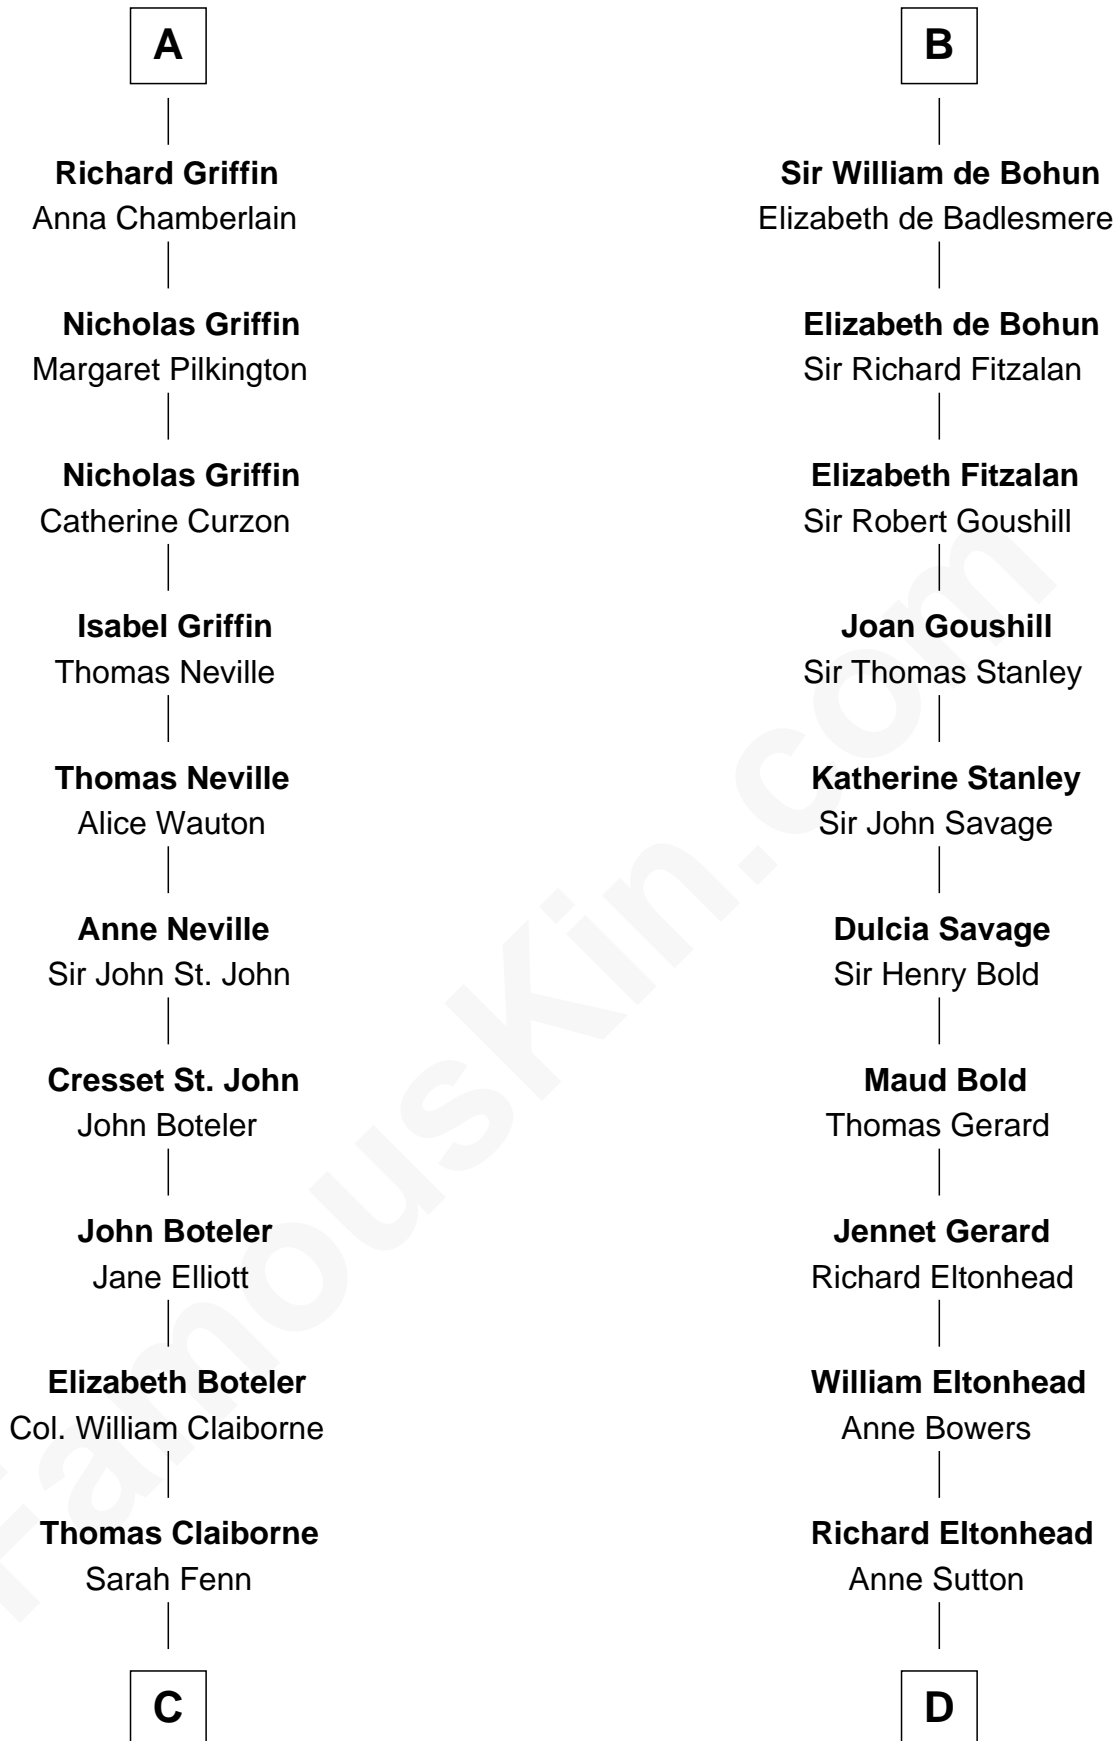 A
Richard Griffin
Anna Chamberlain
Nicholas Griffin
Margaret Pilkington
Nicholas Griffin
Catherine Curzon
Isabel Griffin
Thomas Neville
Thomas Neville
Alice Wauton
Anne Neville
Sir John St. John
Cresset St. John
John Boteler
John Boteler
Jane Elliott
Elizabeth Boteler
Col. William Claiborne
Thomas Claiborne
Sarah Fenn
C
B
Sir William de Bohun
Elizabeth de Badlesmere
Elizabeth de Bohun
Sir Richard Fitzalan
Elizabeth Fitzalan
Sir Robert Goushill
Joan Goushill
Sir Thomas Stanley
Katherine Stanley
Sir John Savage
Dulcia Savage
Sir Henry Bold
Maud Bold
Thomas Gerard
Jennet Gerard
Richard Eltonhead
William Eltonhead
Anne Bowers
Richard Eltonhead
Anne Sutton
D
FamousKin.com